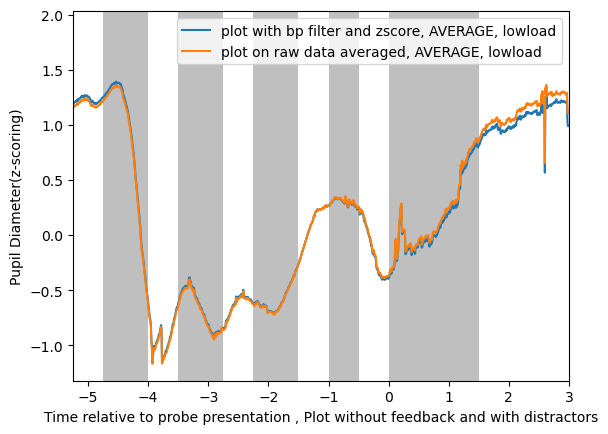 plot with bp filter and zscore, AVERAGE, lowload
plot on raw data averaged, AVERAGE, lowload
Pupil Diameter(z-scoring)
2.0
1.5
1.0
0.5
0.0
−0.5
−1.0
−5 −4 −3 −2 −1 0 1 2 3
Time relative to probe presentation , Plot without feedback and with distractors